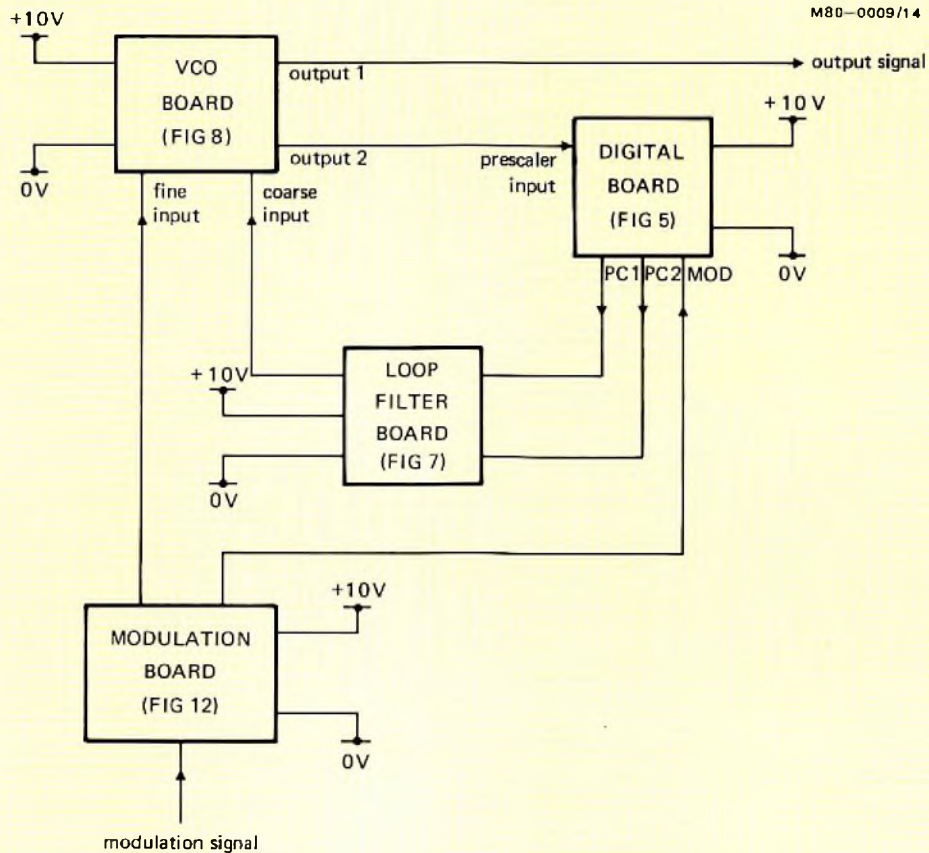 M80-0009/14
+10V
VCO
BOARD
(FIG 8)
0V
output 1
output signal
output 2
prescaler
input
+10V
DIGITAL
BOARD
(FIG 5)
0V
fine
input
coarse
input
PC1
PC2
MOD
+10V
0V
LOOP
FILTER
BOARD
(FIG 7)
MODULATION
BOARD
(FIG 12)
+10V
0V
modulation signal